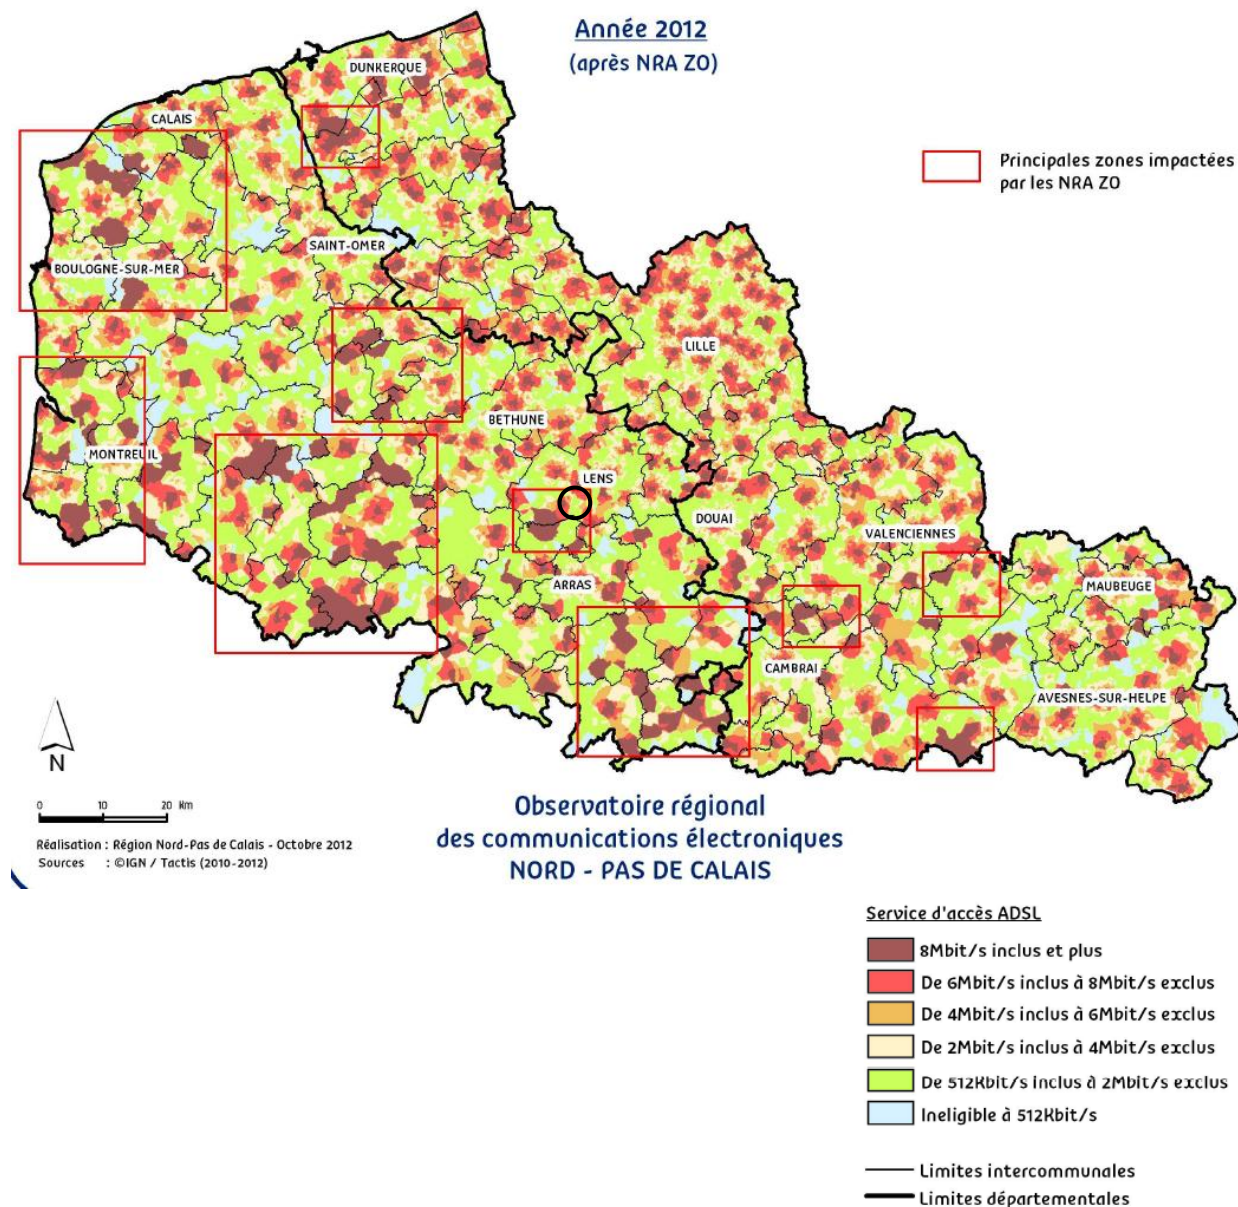 Année 2012
(après NRA ZO)
DUNKERQUE
CALAIS
Principales zones impactées
par les NRA ZO
SAINT-OMER
BOULOGNE-SUR-MER
LILLE
BETHUNE
MONTREUIL
LENS
DOUAI
VALENCIENNES
ARRAS
MAUBEUGE
CAMBRAI
AVESNES-SUR-HELPE
N
0 10 20 Km
Observatoire régional
des communications électroniques
NORD - PAS DE CALAIS
Réalisation : Région Nord-Pas de Calais - Octobre 2012
Sources : ©IGN / Tactis (2010-2012)
Service d'accès ADSL
8Mbit/s inclus et plus
De 6Mbit/s inclus à 8Mbit/s exclus
De 4Mbit/s inclus à 6Mbit/s exclus
De 2Mbit/s inclus à 4Mbit/s exclus
De 512Kbit/s inclus à 2Mbit/s exclus
Ineligible à 512Kbit/s
Limites intercommunales
Limites départementales